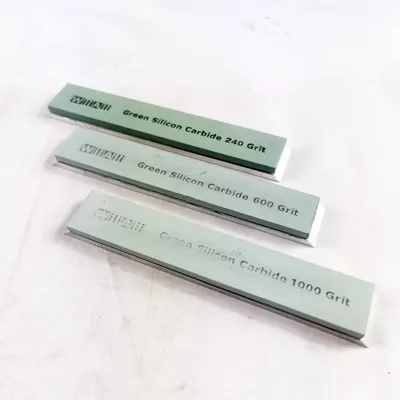 Green Silicon Carbide 240 Grit
Green Silicon Carbide 600 Grit
Green Silicon Carbide 1000 Grit